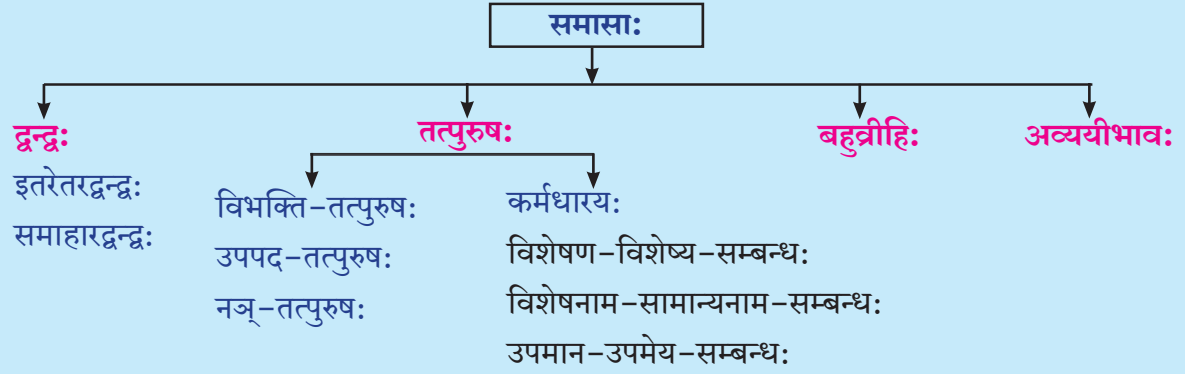 समासाः
द्वन्द्वः
इतरेतरद्वन्द्वः
समाहारद्वन्द्वः
तत्पुरुषः
विभक्ति-तत्पुरुषः
उपपद-तत्पुरुषः
नञ्-तत्पुरुषः
कर्मधारयः
विशेषण-विशेष्य-सम्बन्धः
विशेषनाम-सामान्यनाम-सम्बन्धः
उपमान-उपमेय-सम्बन्धः
बहुव्रीहिः
अव्ययीभावः